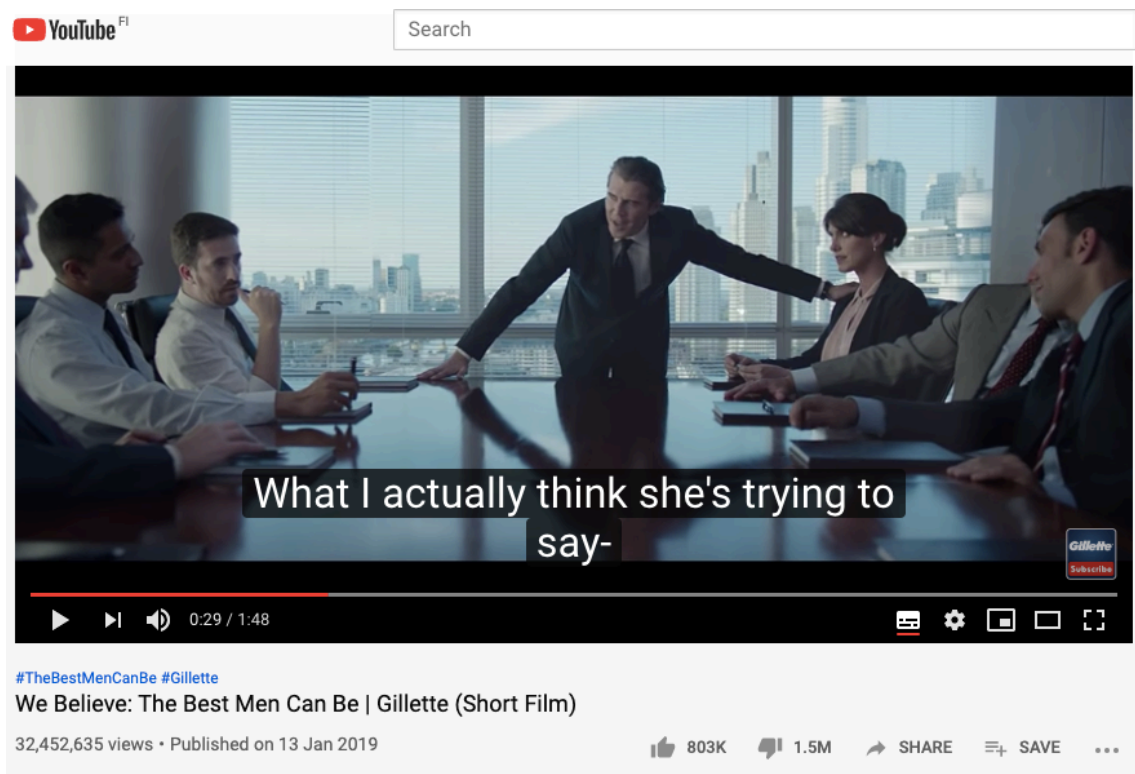 YouTube FI
Search
What I actually think she's trying to
say-
Gillette
Subscribe
0:29 / 1:48
#TheBestMenCanBe #Gillette
We Believe: The Best Men Can Be | Gillette (Short Film)
32,452,635 views • Published on 13 Jan 2019
803K 1.5M SHARE SAVE